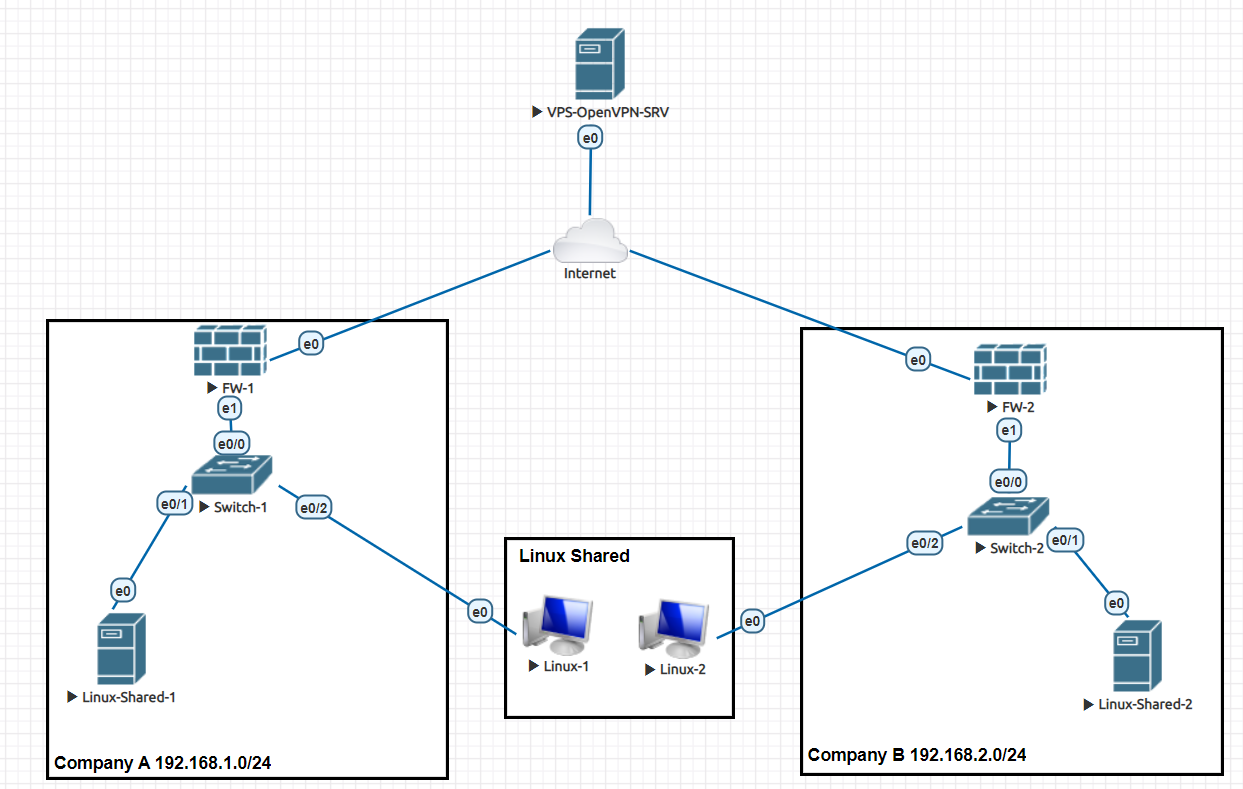 VPS-OpenVPN-SRV
e0
Internet
e0
FW-1
e1
e0/0
e0/1
Switch-1
e0/2
e0
Linux-Shared-1
Company A 192.168.1.0/24
Linux Shared
e0
Linux-1
e0
Linux-2
e0
FW-2
e1
e0/0
e0/2
Switch-2
e0/1
e0
Linux-Shared-2
Company B 192.168.2.0/24